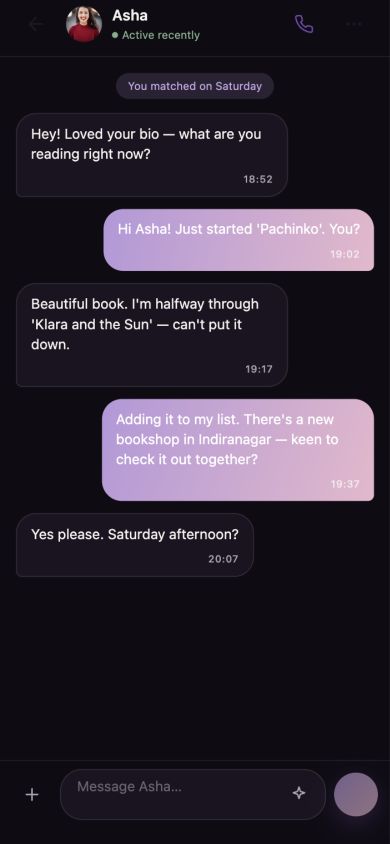 Asha
Active recently
You matched on Saturday
Hey! Loved your bio — what are you
reading right now?
18:52
Hi Asha! Just started 'Pachinko'. You?
19:02
Beautiful book. I'm halfway through
'Klara and the Sun' — can't put it
down.
19:17
Adding it to my list. There's a new
bookshop in Indiranagar — keen to
check it out together?
19:37
Yes please. Saturday afternoon?
20:07
Message Asha...